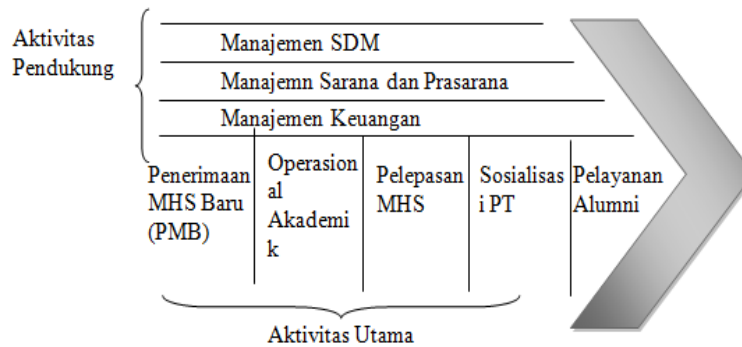 Aktivitas
Pendukung
Manajemen SDM
Manajemn Sarana dan Prasarana
Manajemen Keuangan
Penerimaan
MHS Baru
(PMB)
Operasion
al
Akademi
k
Pelepasan
MHS
Sosialisas
i PT
Pelayanan
Alumni
Aktivitas Utama